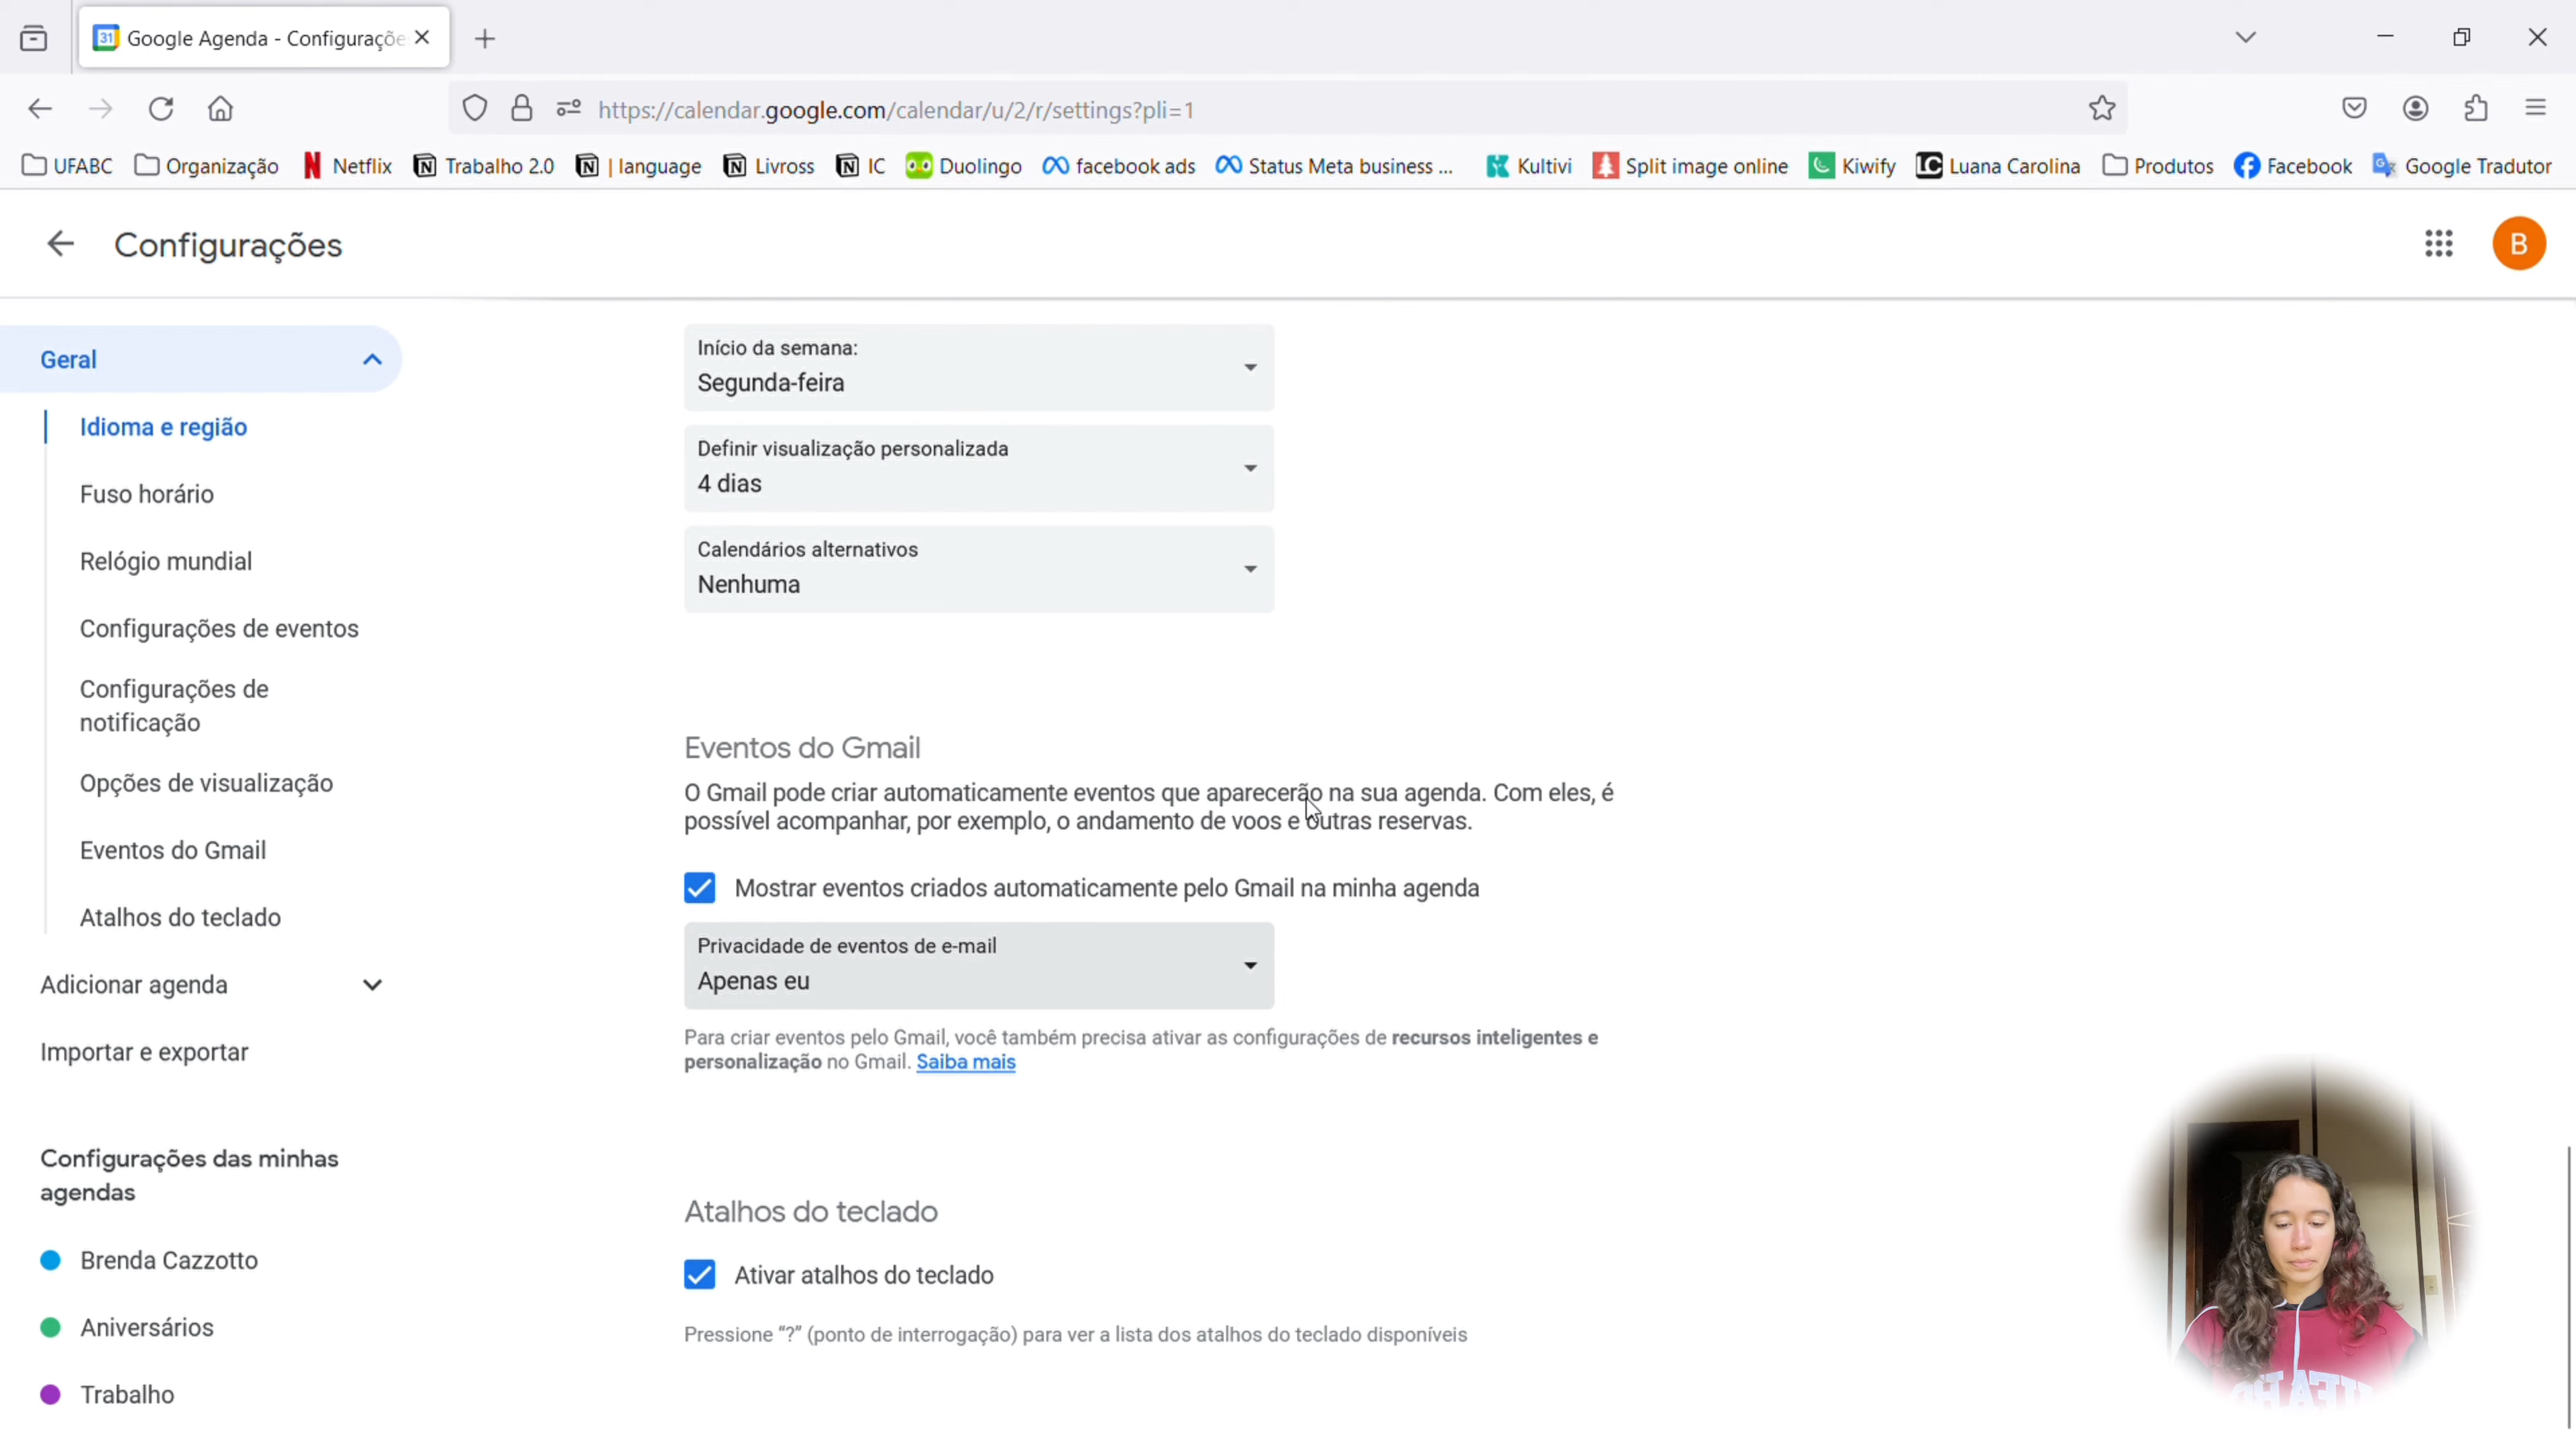 Google Agenda - Configuraçõe
https://calendar.google.com/calendar/u/2/r/settings?pli=1
UFABC Organização Netflix Trabalho 2.0 | language Livross IC Duolingo facebook ads Status Meta business ... Kultivi Split image online Kiwify LC Luana Carolina Produtos Facebook Google Tradutor
Configurações
B
Geral
Idioma e região
Fuso horário
Relógio mundial
Configurações de eventos
Configurações de
notificação
Opções de visualização
Eventos do Gmail
Atalhos do teclado
Adicionar agenda
Importar e exportar
Configurações das minhas
agendas
Brenda Cazzotto
Aniversários
Trabalho
Início da semana:
Segunda-feira
Definir visualização personalizada
4 dias
Calendários alternativos
Nenhuma
Eventos do Gmail
O Gmail pode criar automaticamente eventos que aparecerão na sua agenda. Com eles, é
possível acompanhar, por exemplo, o andamento de voos e outras reservas.
Mostrar eventos criados automaticamente pelo Gmail na minha agenda
Privacidade de eventos de e-mail
Apenas eu
Para criar eventos pelo Gmail, você também precisa ativar as configurações de recursos inteligentes e
personalização no Gmail. Saiba mais
Atalhos do teclado
Ativar atalhos do teclado
Pressione “?” (ponto de interrogação) para ver a lista dos atalhos do teclado disponíveis